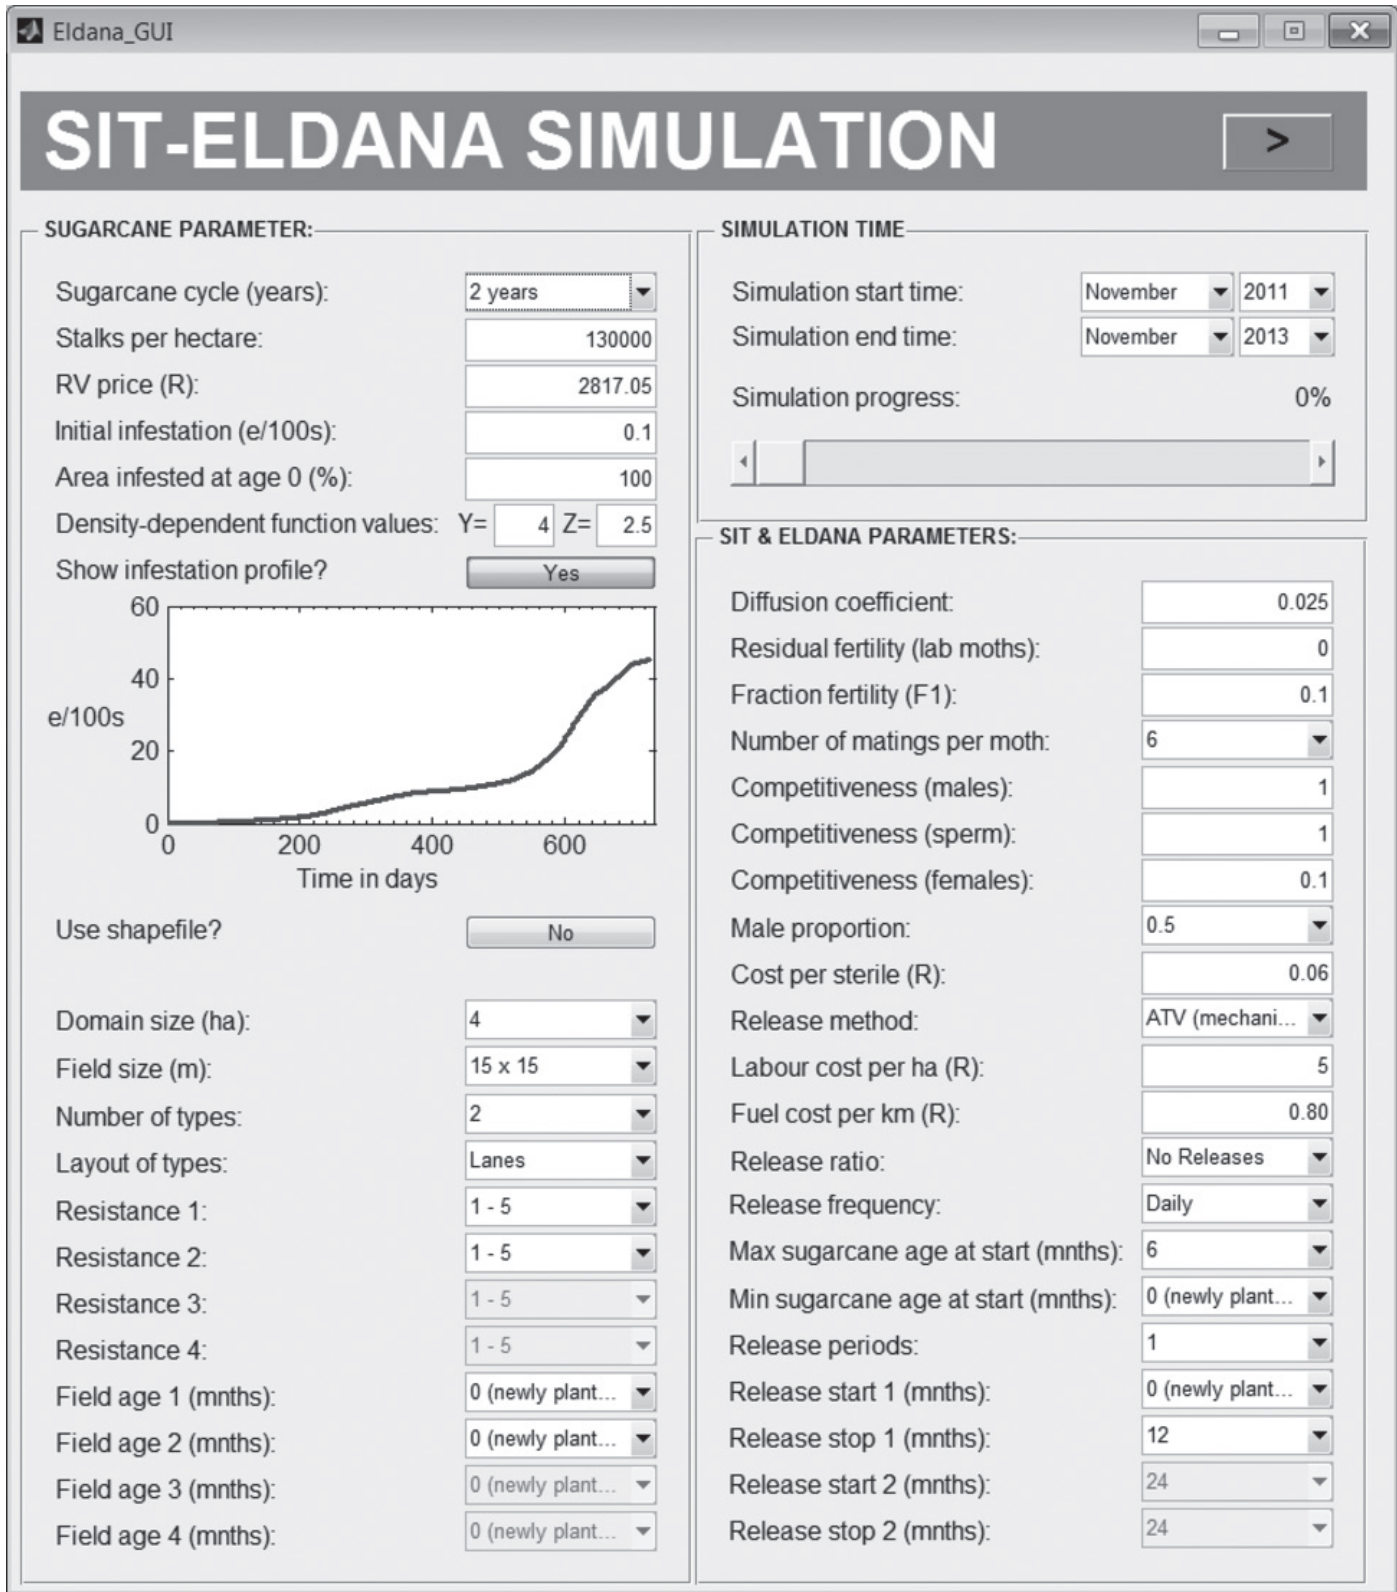 Eldana_GUI
SIT-ELDANA SIMULATION
>
SUGARCANE PARAMETER:
Sugarcane cycle (years): 2 years
Stalks per hectare: 130000
RV price (R): 2817.05
Initial infestation (e/100s): 0.1
Area infested at age 0 (%): 100
Density-dependent function values: Y= 4 Z= 2.5
Show infestation profile? Yes
60
40
e/100s
20
0
0 200 400 600
Time in days
Use shapefile? No
Domain size (ha): 4
Field size (m): 15 x 15
Number of types: 2
Layout of types: Lanes
Resistance 1: 1 - 5
Resistance 2: 1 - 5
Resistance 3: 1 - 5
Resistance 4: 1 - 5
Field age 1 (mnths): 0 (newly plant...
Field age 2 (mnths): 0 (newly plant...
Field age 3 (mnths): 0 (newly plant...
Field age 4 (mnths): 0 (newly plant...
SIMULATION TIME
Simulation start time: November 2011
Simulation end time: November 2013
Simulation progress: 0%
SIT & ELDANA PARAMETERS:
Diffusion coefficient: 0.025
Residual fertility (lab moths): 0
Fraction fertility (F1): 0.1
Number of matings per moth: 6
Competitiveness (males): 1
Competitiveness (sperm): 1
Competitiveness (females): 0.1
Male proportion: 0.5
Cost per sterile (R): 0.06
Release method: ATV (mechani...
Labour cost per ha (R): 5
Fuel cost per km (R): 0.80
Release ratio: No Releases
Release frequency: Daily
Max sugarcane age at start (mnths): 6
Min sugarcane age at start (mnths): 0 (newly plant...
Release periods: 1
Release start 1 (mnths): 0 (newly plant...
Release stop 1 (mnths): 12
Release start 2 (mnths): 24
Release stop 2 (mnths): 24